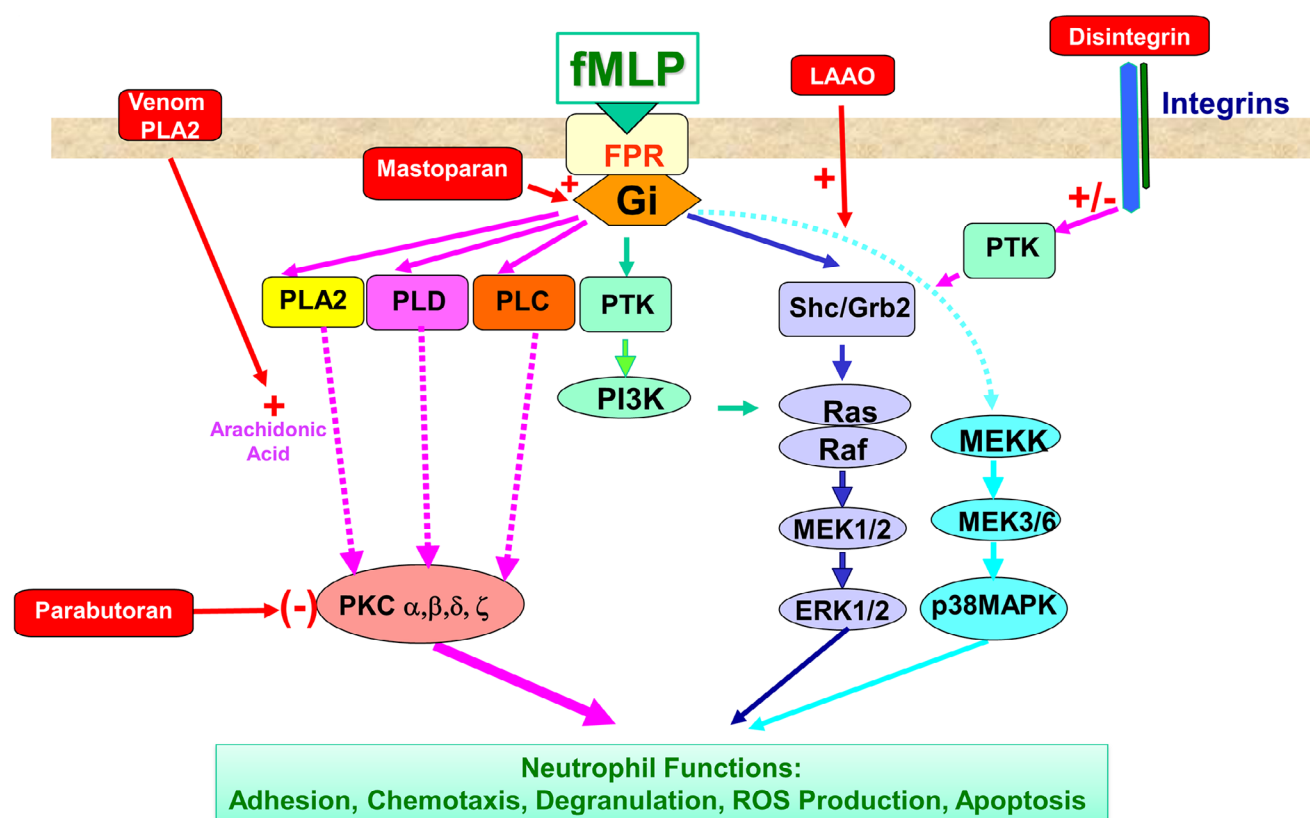 fMLP
Disintegrin
LAAO
Venom
PLA2
Integrins
FPR
Mastoparan
+
Gi
+
+/-
PTK
PLA2
PLD
PLC
PTK
Shc/Grb2
PI3K
+
Arachidonic
Acid
Ras
Raf
MEKK
MEK1/2
MEK3/6
Parabutoran
(-)
PKC α,β,δ, ζ
ERK1/2
p38MAPK
Neutrophil Functions:
Adhesion, Chemotaxis, Degranulation, ROS Production, Apoptosis